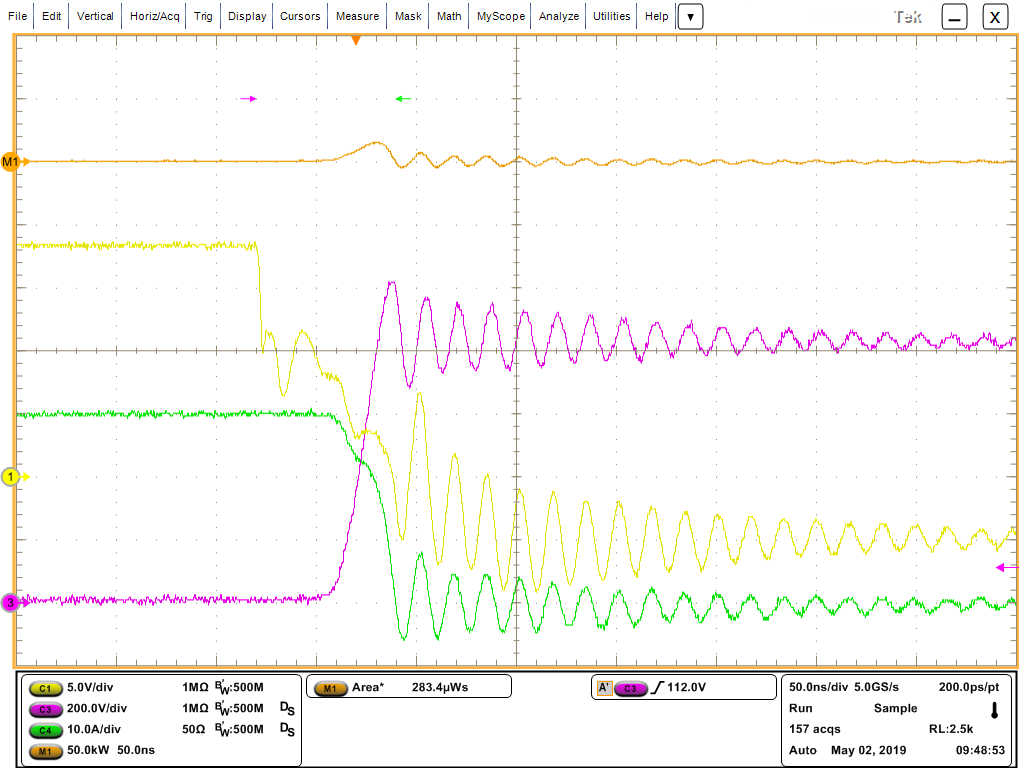 File Edit Vertical Horiz/Acq Trig Display Cursors Measure Mask Math MyScope Analyze Utilities Help ▼ Tek X
M1
1
3
C1 5.0V/div 1MΩ BW:500M
C3 200.0V/div 1MΩ BW:500M DS
C4 10.0A/div 50Ω BW:500M DS
M1 50.0kW 50.0ns
M1 Area* 283.4µWs
A' C3 112.0V
50.0ns/div 5.0GS/s 200.0ps/pt
Run Sample
157 acqs RL:2.5k
Auto May 02, 2019 09:48:53